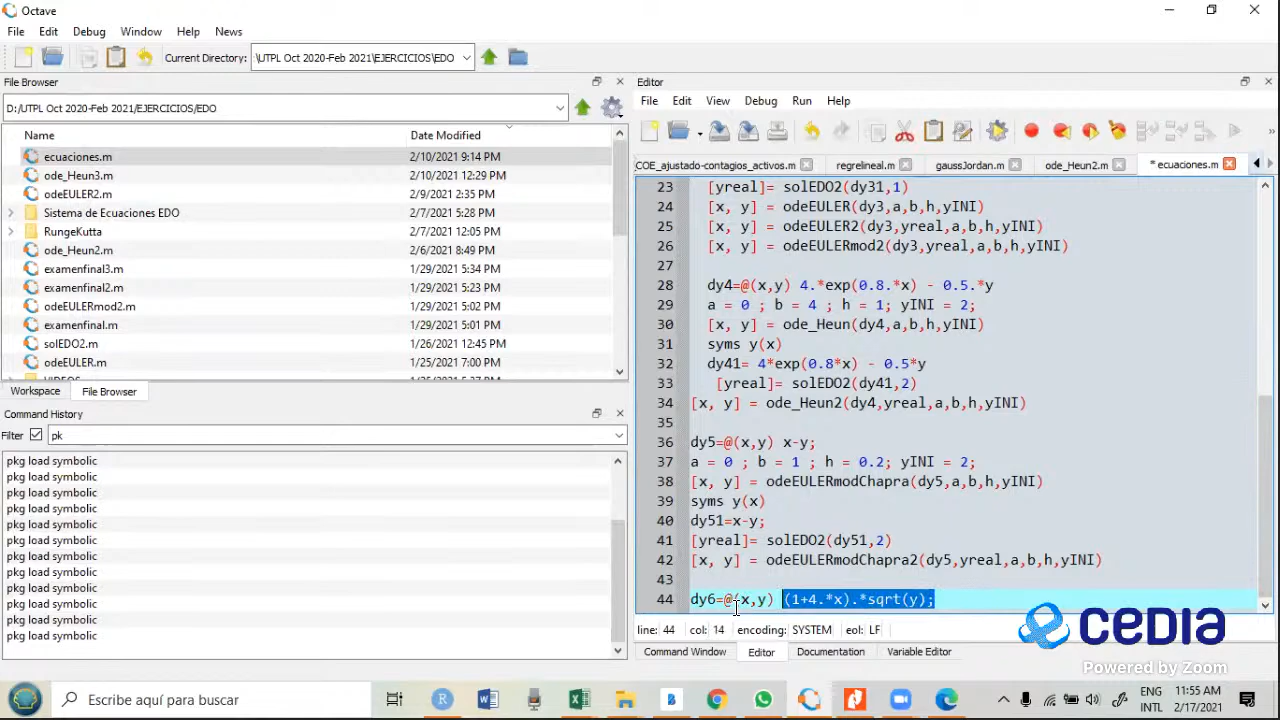 Octave
File Edit Debug Window Help News
Current Directory: \UTPL Oct 2020-Feb 2021\EJERCICIOS\EDO
File Browser
D:/UTPL Oct 2020-Feb 2021/EJERCICIOS/EDO
Name Date Modified
ecuaciones.m 2/10/2021 9:14 PM
ode_Heun3.m 2/10/2021 12:29 PM
odeEULER2.m 2/9/2021 2:35 PM
Sistema de Ecuaciones EDO 2/7/2021 5:28 PM
RungeKutta 2/7/2021 12:05 PM
ode_Heun2.m 2/6/2021 8:49 PM
examenfinal3.m 1/29/2021 5:34 PM
examenfinal2.m 1/29/2021 5:23 PM
odeEULERmod2.m 1/29/2021 5:02 PM
examenfinal.m 1/29/2021 5:01 PM
solEDO2.m 1/26/2021 12:45 PM
odeEULER.m 1/25/2021 7:00 PM
Workspace File Browser
Command History
Filter pk
pkg load symbolic
pkg load symbolic
pkg load symbolic
pkg load symbolic
pkg load symbolic
pkg load symbolic
pkg load symbolic
pkg load symbolic
pkg load symbolic
pkg load symbolic
pkg load symbolic
pkg load symbolic
Editor
File Edit View Debug Run Help
COE_ajustado-contagios_activos.m regrelineal.m gaussJordan.m ode_Heun2.m * ecuaciones.m
23 [yreal]= solEDO2(dy31,1)
24 [x, y] = odeEULER(dy3,a,b,h,yINI)
25 [x, y] = odeEULER2(dy3,yreal,a,b,h,yINI)
26 [x, y] = odeEULERmod2(dy3,yreal,a,b,h,yINI)
27
28 dy4=@(x,y) 4.*exp(0.8.*x) - 0.5.*y
29 a = 0 ; b = 4 ; h = 1; yINI = 2;
30 [x, y] = ode_Heun(dy4,a,b,h,yINI)
31 syms y(x)
32 dy41= 4*exp(0.8*x) - 0.5*y
33 [yreal]= solEDO2(dy41,2)
34 [x, y] = ode_Heun2(dy4,yreal,a,b,h,yINI)
35
36 dy5=@(x,y) x-y;
37 a = 0 ; b = 1 ; h = 0.2; yINI = 2;
38 [x, y] = odeEULERmodChapra(dy5,a,b,h,yINI)
39 syms y(x)
40 dy51=x-y;
41 [yreal]= solEDO2(dy51,2)
42 [x, y] = odeEULERmodChapra2(dy5,yreal,a,b,h,yINI)
43
44 dy6=@(x,y) (1+4.*x).*sqrt(y);
line: 44 col: 14 encoding: SYSTEM eol: LF
Command Window Editor Documentation Variable Editor
cedia
Powered by Zoom
Escribe aquí para buscar
ENG
INTL
11:55 AM
2/17/2021